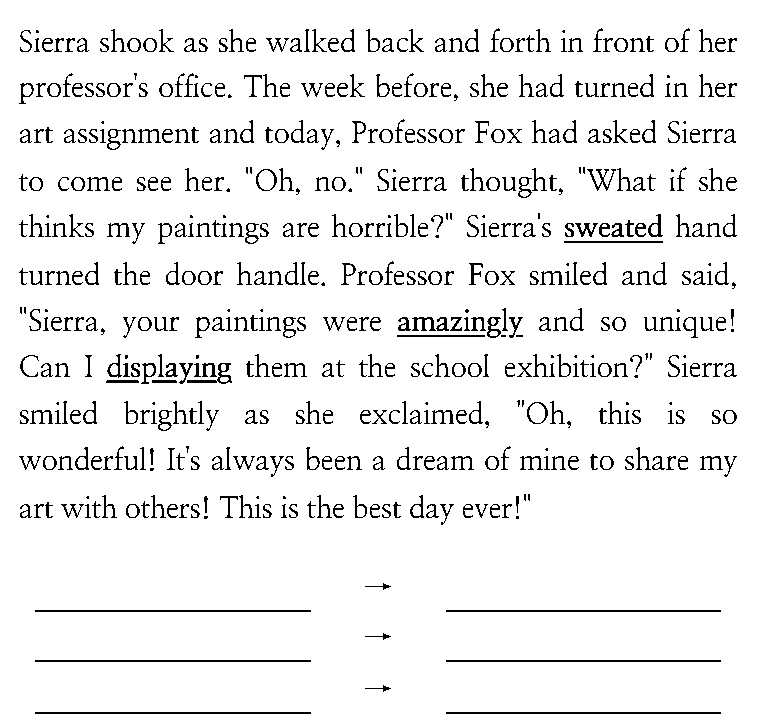 Sierra shook as she walked back and forth in front of her
professor's office. The week before, she had turned in her
art assignment and today, Professor Fox had asked Sierra
to come see her. "Oh, no." Sierra thought, "What if she
thinks my paintings are horrible?" Sierra's sweated hand
turned the door handle. Professor Fox smiled and said,
"Sierra, your paintings were amazingly and so unique!
Can I displaying them at the school exhibition?" Sierra
smiled brightly as she exclaimed, "Oh, this is so
wonderful! It's always been a dream of mine to share my
art with others! This is the best day ever!"
→
→
→